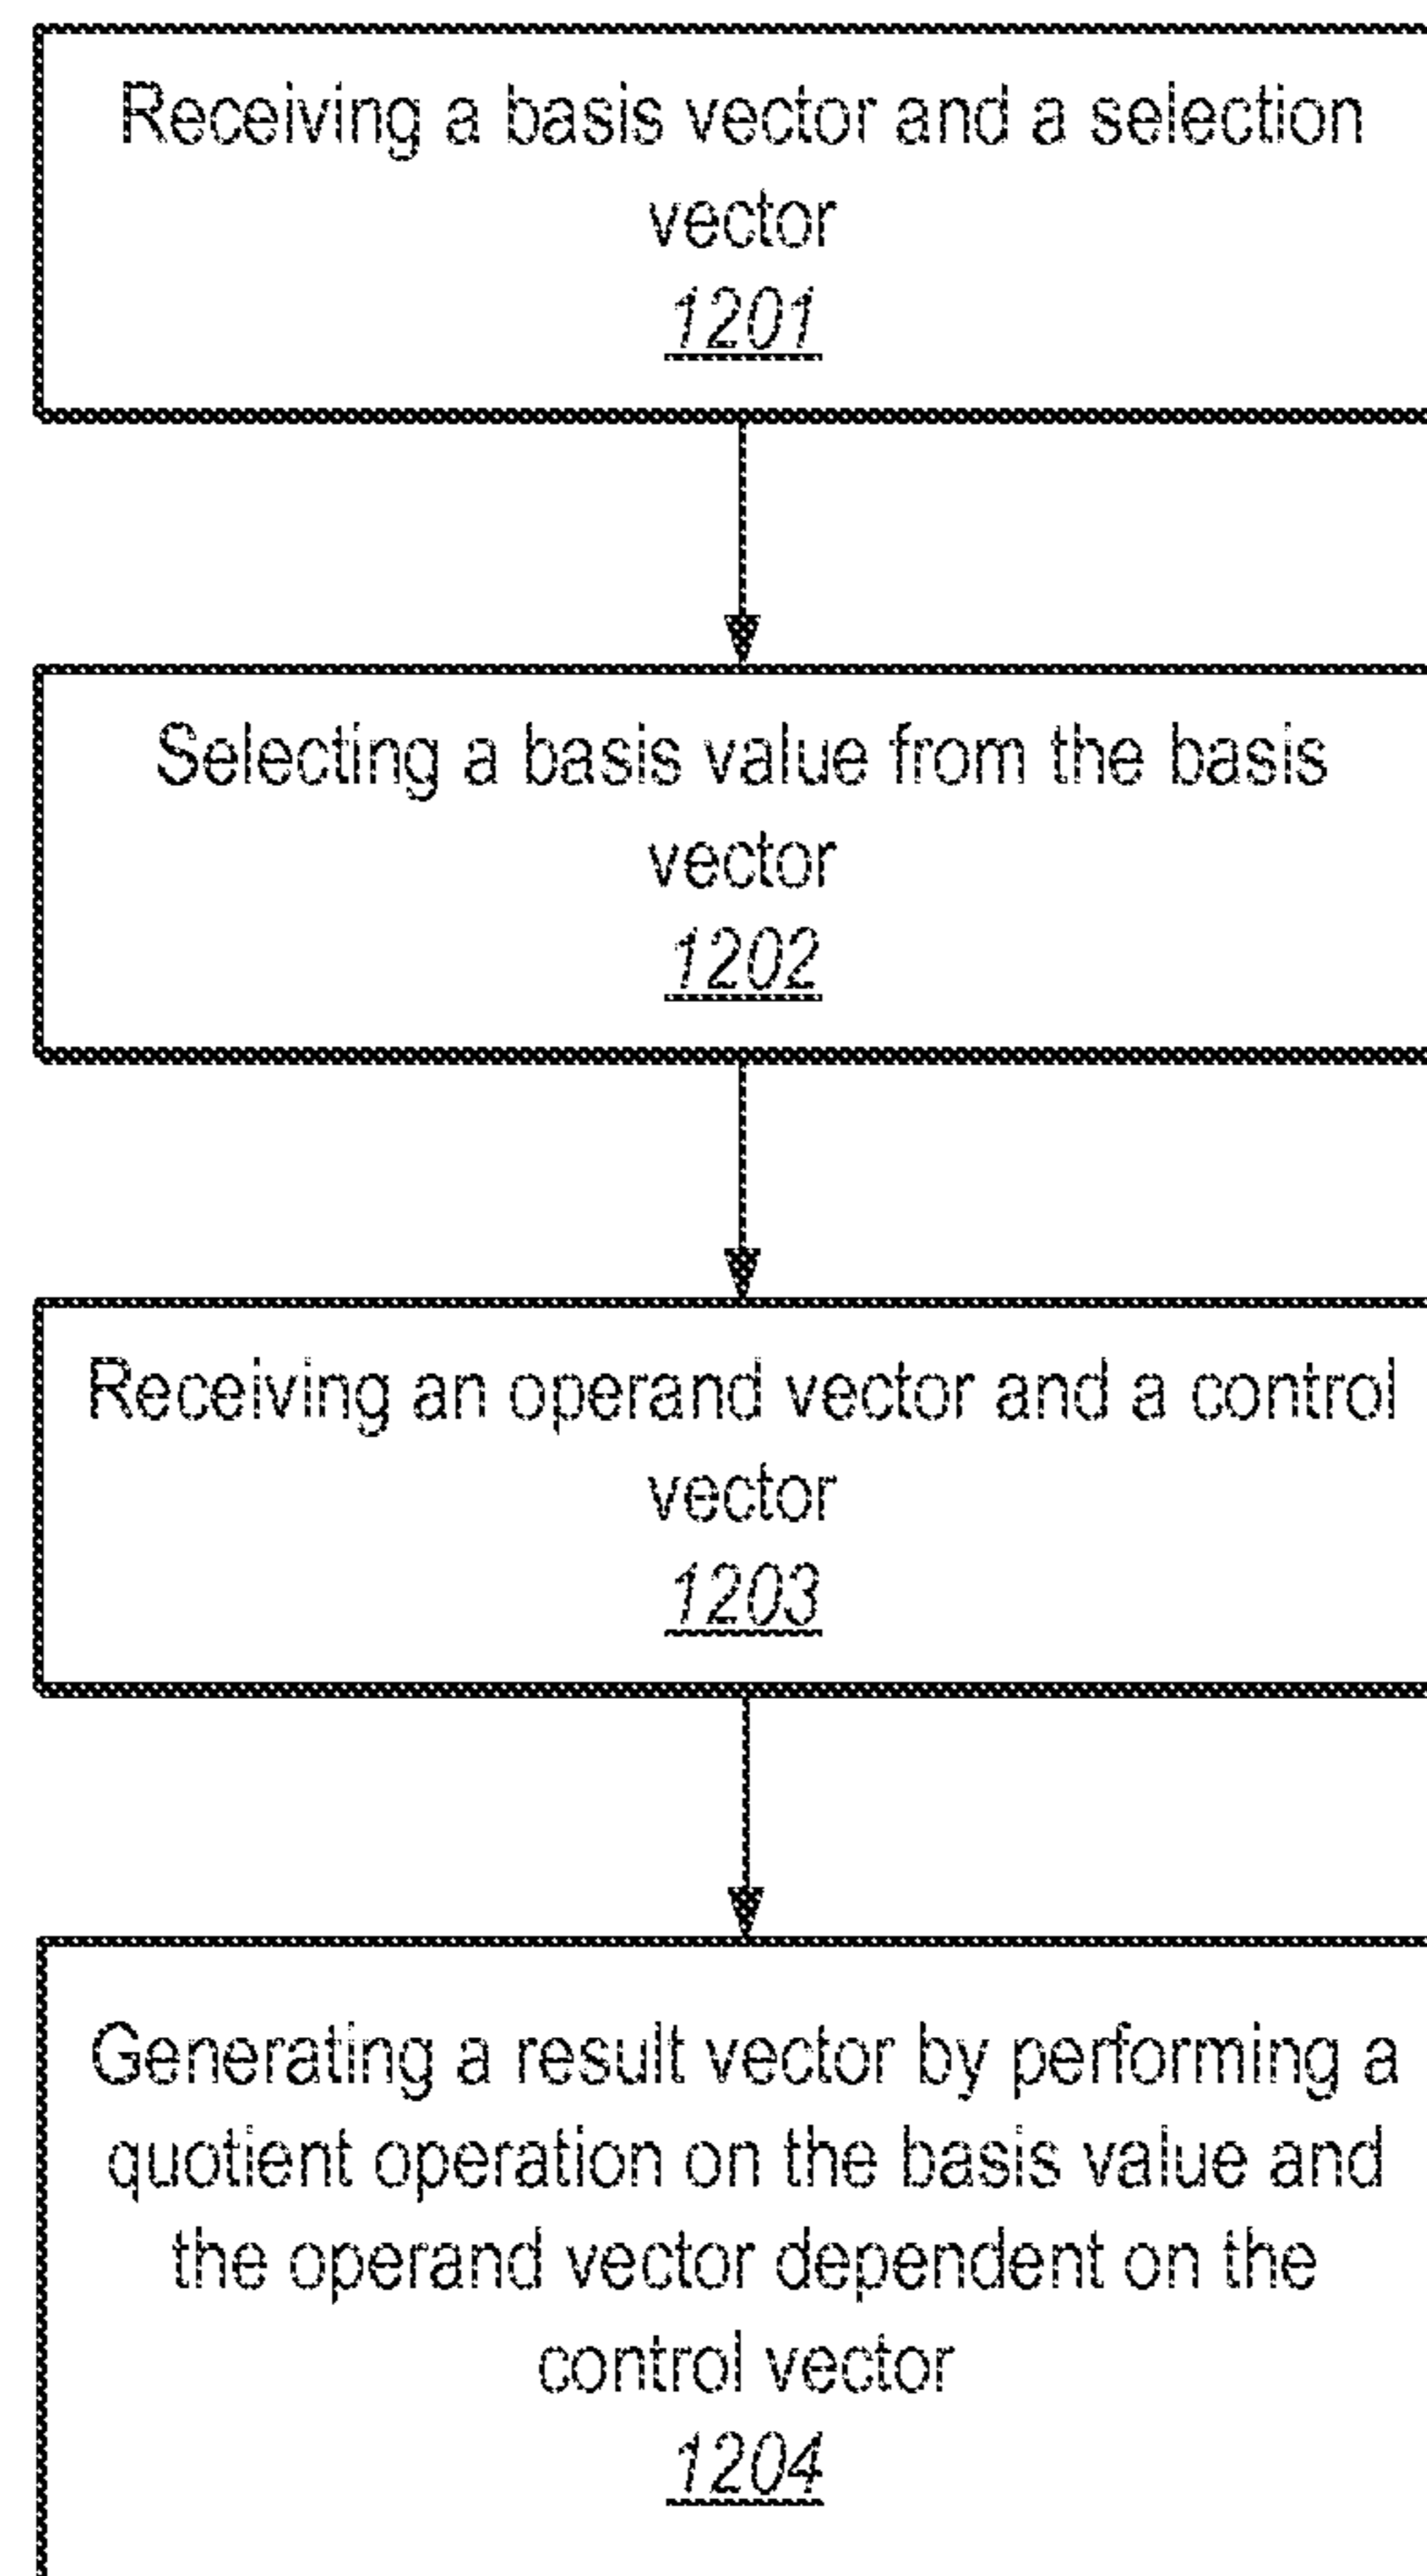 Receiving a basis vector and a selection
vector
1201
Selecting a basis value from the basis
vector
1202
Receiving an operand vector and a control
vector
1203
Generating a result vector by performing a
quotient operation on the basis value and
the operand vector dependent on the
control vector
1204